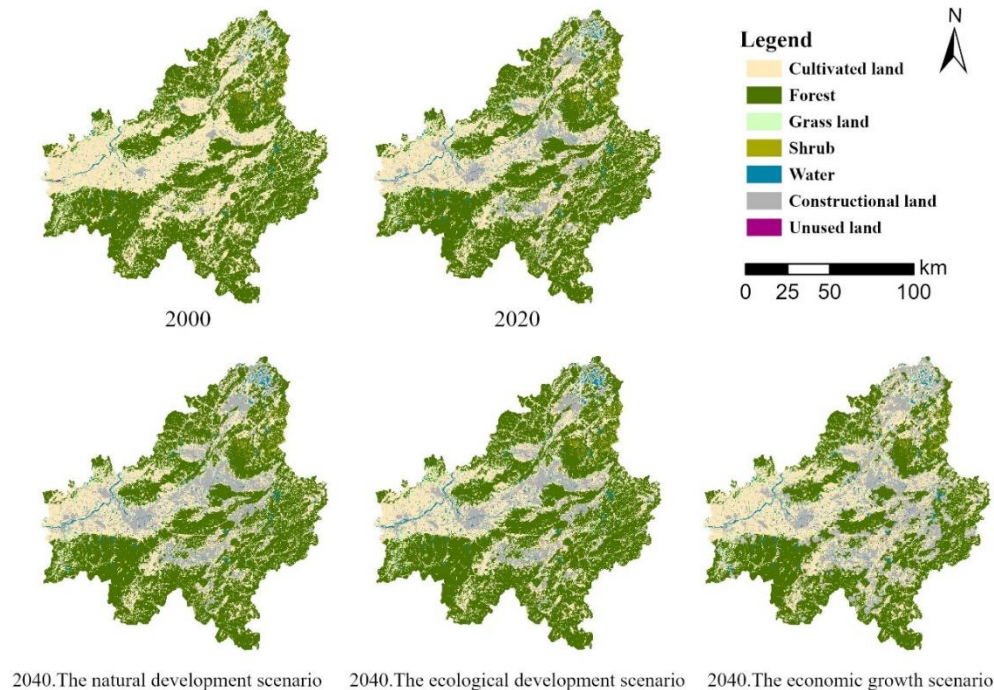 N
Legend
Cultivated land
Forest
Grass land
Shrub
Water
Constructional land
Unused land
km
0 25 50 100
2000
2020
2040.The natural development scenario
2040.The ecological development scenario
2040.The economic growth scenario